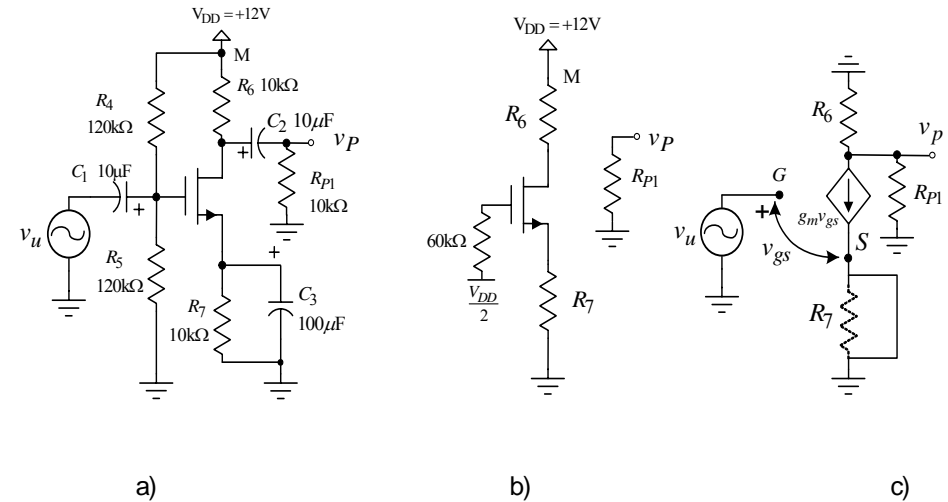 V_DD = +12V
M
R_6 10kΩ
R_4
120kΩ
C_2 10μF
+
v_P
C_1 10μF
+
R_P1
10kΩ
v_u
R_5
120kΩ
+
R_7
10kΩ
C_3
100μF
a)
V_DD = +12V
M
R_6
v_P
R_P1
60kΩ
V_DD
2
R_7
b)
R_6
v_p
G
+
g_m v_gs
R_P1
v_u
v_gs
S
R_7
c)